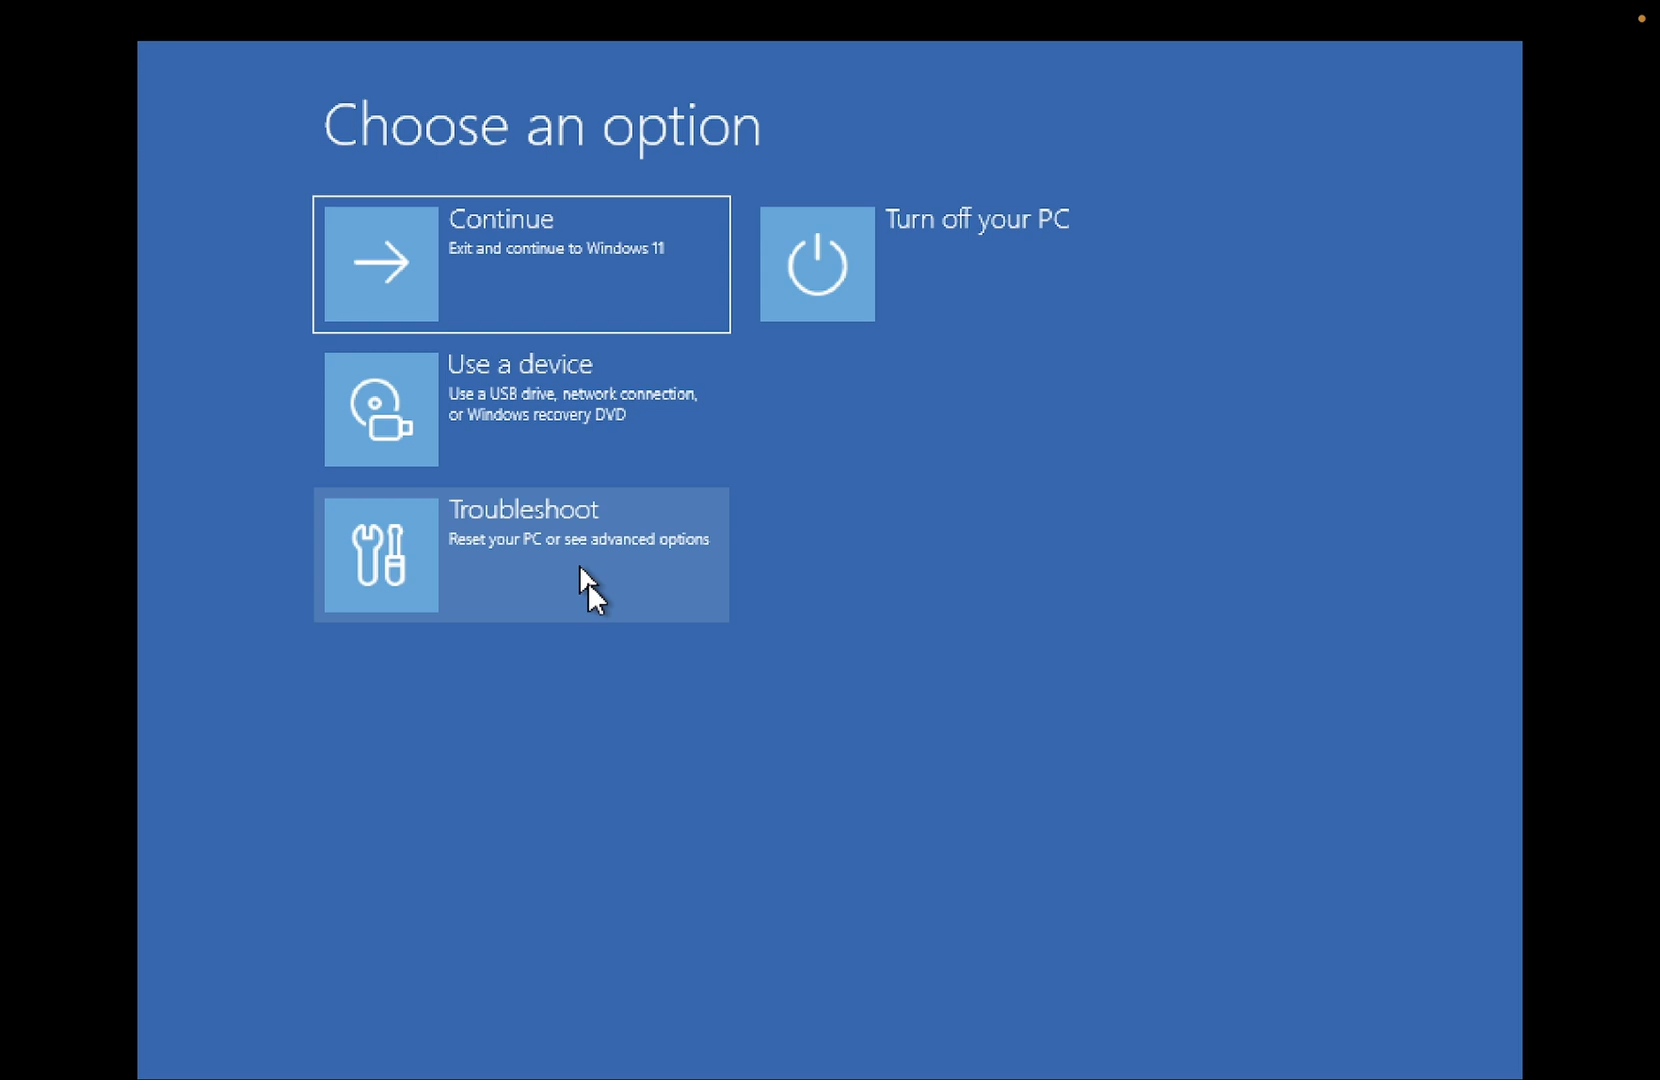 Choose an option
Continue
Exit and continue to Windows 11
Turn off your PC
Use a device
Use a USB drive, network connection,
or Windows recovery DVD
Troubleshoot
Reset your PC or see advanced options